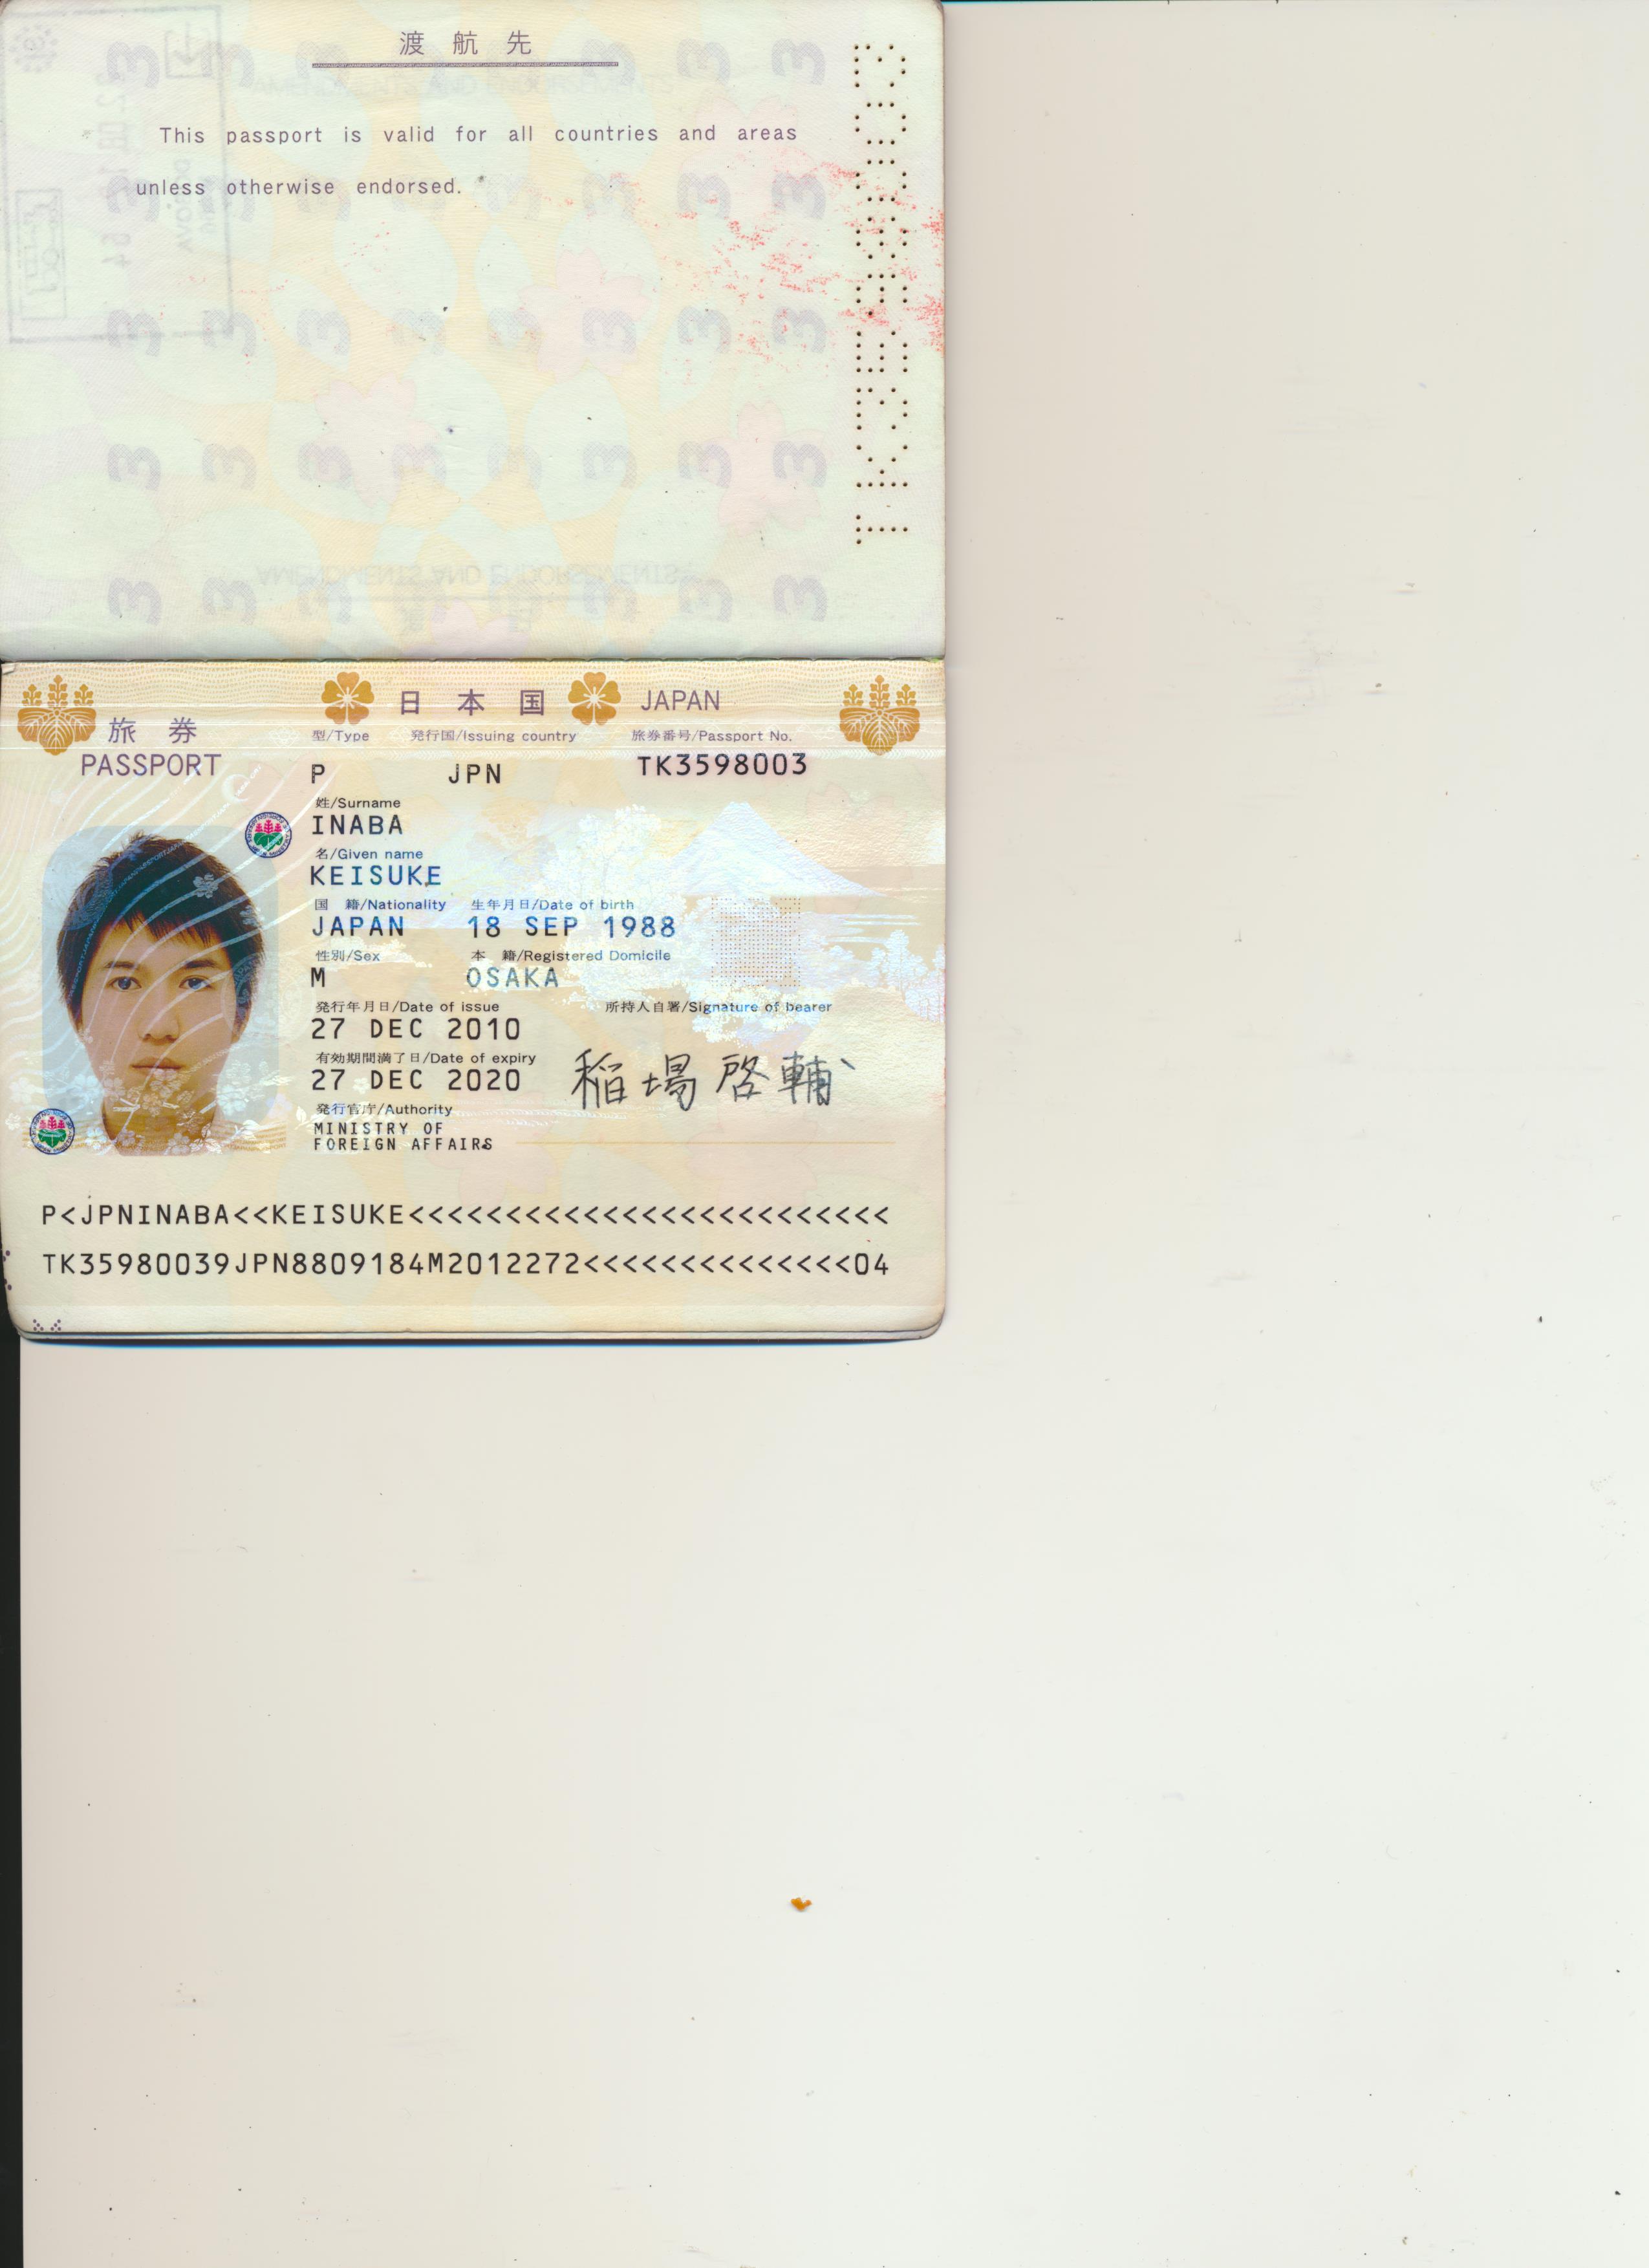 渡航先
This passport is valid for all countries and areas
unless otherwise endorsed.
旅券
PASSPORT
日本国 JAPAN
型/Type 発行国/Issuing country 旅券番号/Passport No.
P JPN TK3598003
姓/Surname
INABA
名/Given name
KEISUKE
国 籍/Nationality 生年月日/Date of birth
JAPAN 18 SEP 1988
性別/Sex 本 籍/Registered Domicile
M OSAKA
発行年月日/Date of issue 所持人自署/Signature of bearer
27 DEC 2010
有効期間満了日/Date of expiry
27 DEC 2020 稲場啓輔
発行官庁/Authority
MINISTRY OF
FOREIGN AFFAIRS
P<JPNINABA<<KEISUKE<<<<<<<<<<<<<<<<<<<<<<<<<
TK35980039JPN8809184M2012272<<<<<<<<<<<<<<04